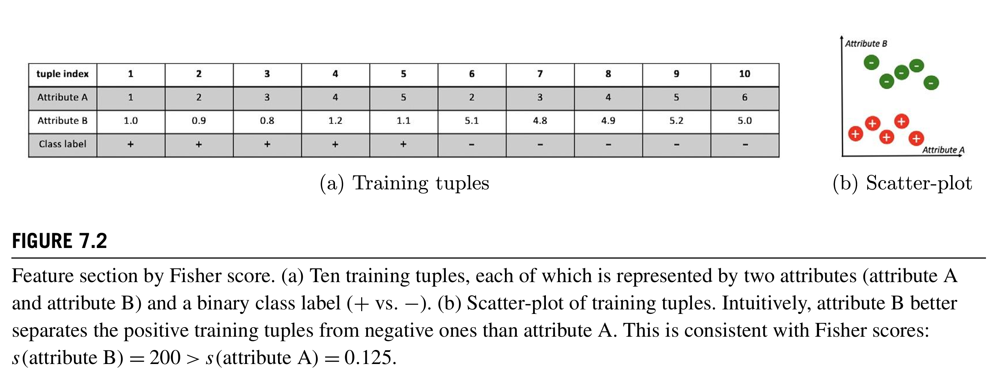 tuple index 1 2 3 4 5 6 7 8 9 10
Attribute A 1 2 3 4 5 2 3 4 5 6
Attribute B 1.0 0.9 0.8 1.2 1.1 5.1 4.8 4.9 5.2 5.0
Class label + + + + + − − − − −
(a) Training tuples
Attribute B
- - - - -
+ + + + +
Attribute A
(b) Scatter-plot
FIGURE 7.2
Feature section by Fisher score. (a) Ten training tuples, each of which is represented by two attributes (attribute A
and attribute B) and a binary class label (+ vs. −). (b) Scatter-plot of training tuples. Intuitively, attribute B better
separates the positive training tuples from negative ones than attribute A. This is consistent with Fisher scores:
s(attribute B) = 200 > s(attribute A) = 0.125.